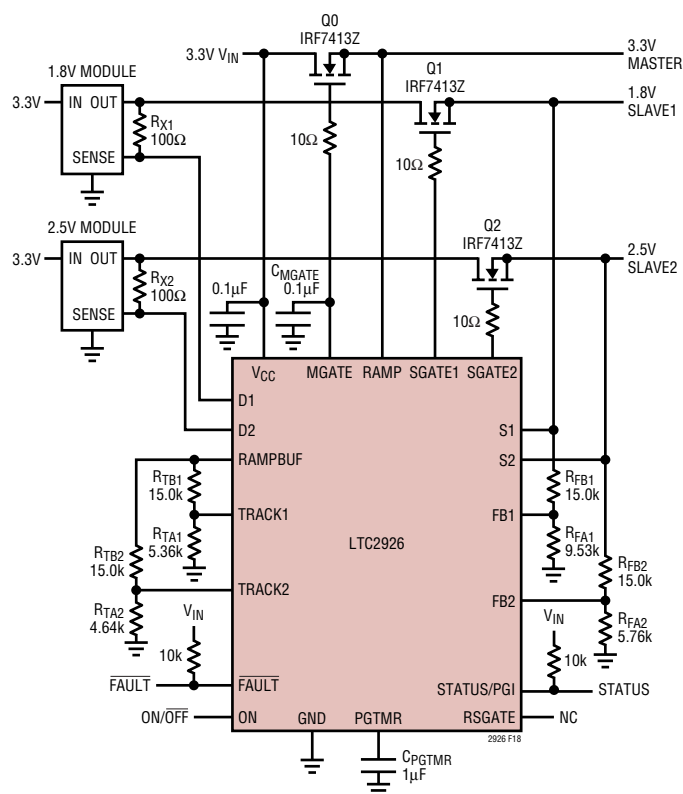 Q0
IRF7413Z
3.3V VIN
3.3V
MASTER
1.8V MODULE
Q1
IRF7413Z
3.3V
IN OUT
RX1
100Ω
SENSE
10Ω
10Ω
1.8V
SLAVE1
2.5V MODULE
Q2
IRF7413Z
3.3V
IN OUT
RX2
100Ω
SENSE
0.1µF
CMGATE
0.1µF
10Ω
2.5V
SLAVE2
VCC
MGATE
RAMP
SGATE1
SGATE2
D1
D2
RAMPBUF
TRACK1
TRACK2
FAULT
ON
GND
PGTMR
LTC2926
S1
S2
FB1
FB2
STATUS/PGI
RSGATE
RTB1
15.0k
RTA1
5.36k
RTB2
15.0k
RTA2
4.64k
VIN
10k
FAULT
ON/OFF
RFB1
15.0k
RFA1
9.53k
RFB2
15.0k
RFA2
5.76k
VIN
10k
STATUS
NC
2926 F18
CPGTMR
1µF